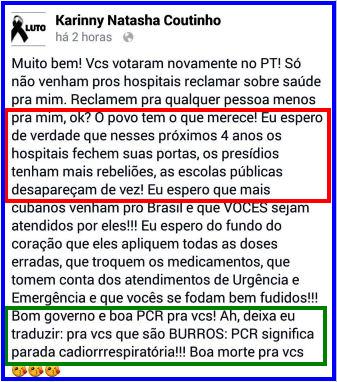 LUTO
Karinny Natasha Coutinho
há 2 horas
Muito bem! Vcs votaram novamente no PT! Só
não venham pros hospitais reclamar sobre saúde
pra mim. Reclamem pra qualquer pessoa menos
pra mim, ok? O povo tem o que merece! Eu espero
de verdade que nesses próximos 4 anos os
hospitais fechem suas portas, os presídios
tenham mais rebeliões, as escolas públicas
desapareçam de vez! Eu espero que mais
cubanos venham pro Brasil e que VOCÊS sejam
atendidos por eles!!! Eu espero do fundo do
coração que eles apliquem todas as doses
erradas, que troquem os medicamentos, que
tomem conta dos atendimentos de Urgência e
Emergência e que vocês se fodam bem fudidos!!!
Bom governo e boa PCR pra vcs! Ah, deixa eu
traduzir: pra vcs que são BURROS: PCR significa
parada cadiorrrespiratória!!! Boa morte pra vcs